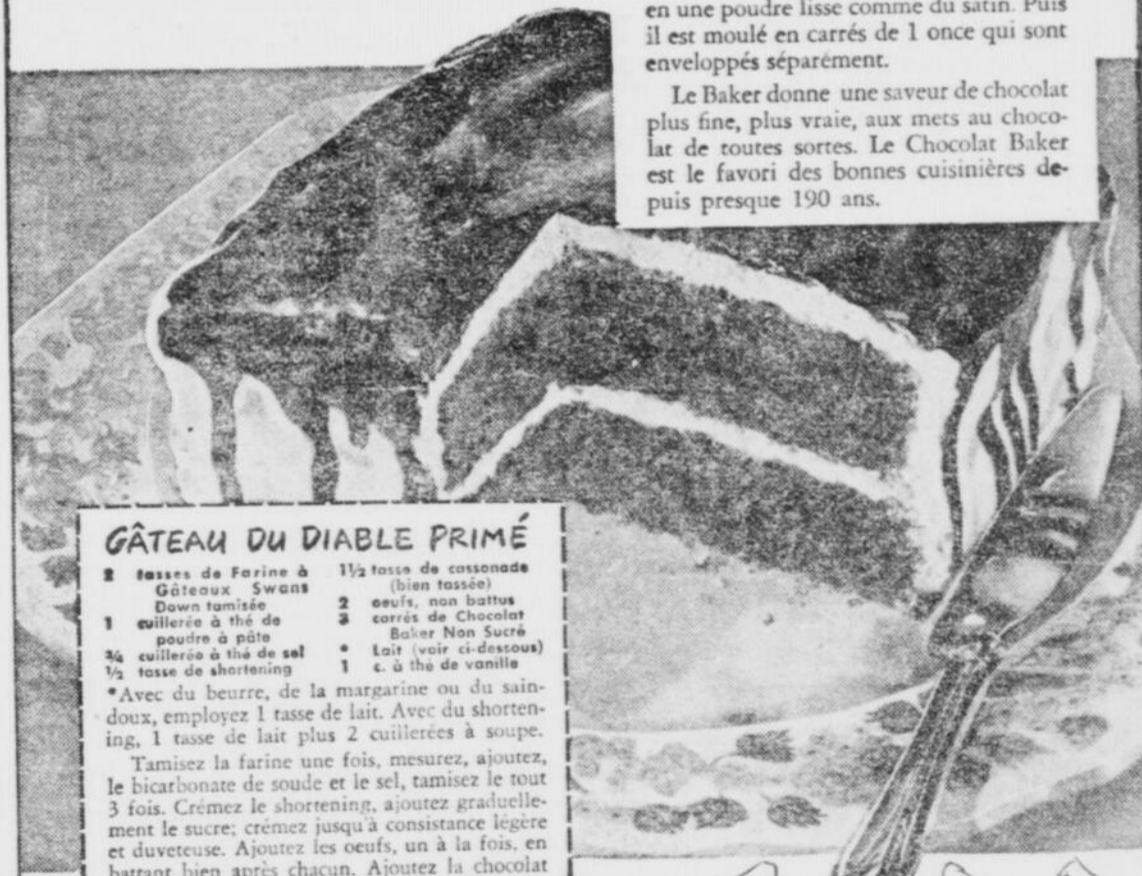 en une poudre lisse comme du satin. Puis
il est moulé en carrés de 1 once qui sont
enveloppés séparément.
Le Baker donne une saveur de chocolat
plus fine, plus vraie, aux mets au choco-
lat de toutes sortes. Le Chocolat Baker
est le favori des bonnes cuisinières de-
puis presque 190 ans.
GÂTEAU DU DIABLE PRIMÉ
2 tasses de Farine à
Gâteaux Swans
Down tamisée
1 cuillerée à thé de
poudre à pâte
¾ cuillerée à thé de sel
½ tasse de shortening
1½ tasse de cassonade
(bien tassée)
2 oeufs, non battus
3 carrés de Chocolat
Baker Non Sucré
* Lait (voir ci-dessous)
1 c. à thé de vanille
*Avec du beurre, de la margarine ou du sain-
doux, employez 1 tasse de lait. Avec du shorten-
ing, 1 tasse de lait plus 2 cuillerées à soupe.
Tamisez la farine une fois, mesurez, ajoutez,
le bicarbonate de soude et le sel, tamisez le tout
3 fois. Crémez le shortening, ajoutez graduelle-
ment le sucre; crémez jusqu'à consistance légère
et duveteuse. Ajoutez les oeufs, un à la fois, en
battant bien après chacun. Ajoutez la chocolat